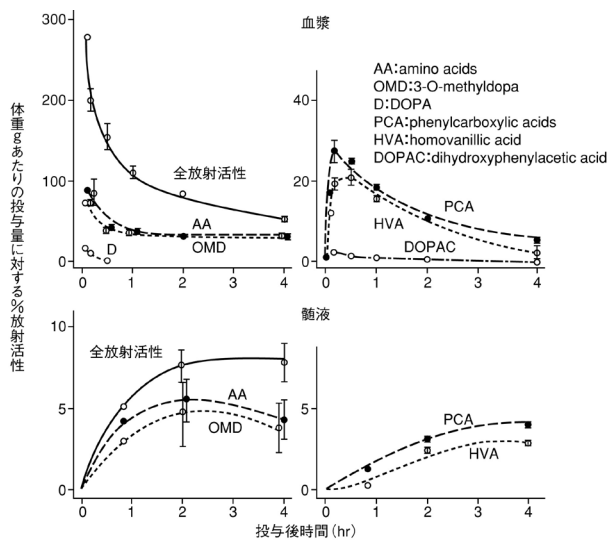 血漿
体重gあたりの投与量に対する%放射活性
300
200
100
0
全放射活性
AA
OMD
D
0
1
2
3
4
40
20
0
AA:amino acids
OMD:3-O-methyldopa
D:DOPA
PCA:phenylcarboxylic acids
HVA:homovanillic acid
DOPAC:dihydroxyphenylacetic acid
PCA
HVA
DOPAC
0
1
2
3
4
髄液
10
5
0
全放射活性
AA
OMD
0
1
2
3
4
PCA
HVA
0
1
2
3
4
投与後時間(hr)